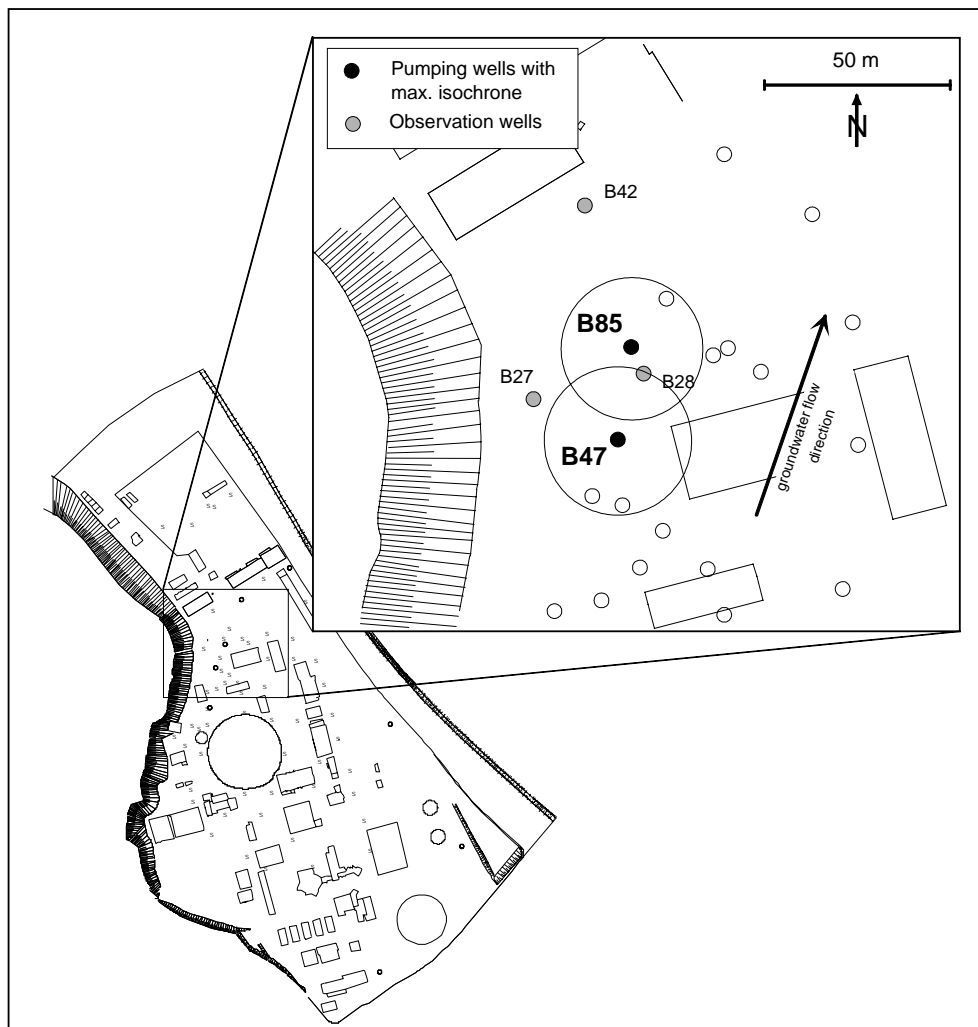 Pumping wells with
max. isochrone
Observation wells
50 m
N
B42
B85
B27
B28
B47
groundwater flow
direction